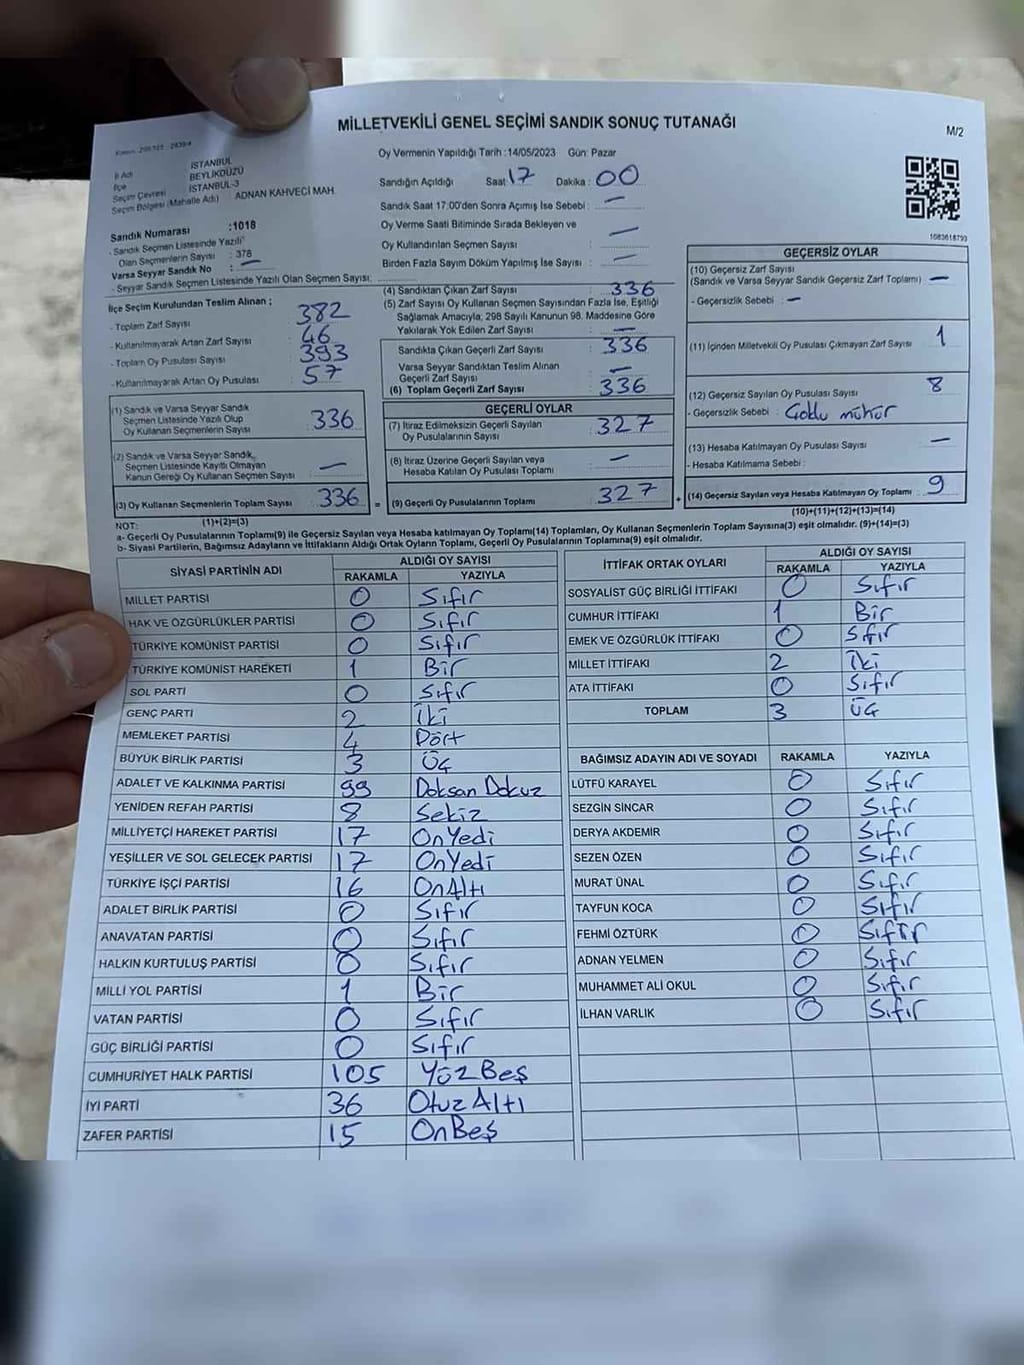 MİLLETVEKİLİ GENEL SEÇİMİ SANDIK SONUÇ TUTANAĞI
M/2
İl Adı İSTANBUL
İlçe BEYLİKDÜZÜ
Seçim Çevresi İSTANBUL-3
Seçim Bölgesi (Mahalle Adı) ADNAN KAHVECİ MAH.
Sandık Numarası :1018
- Sandık Seçmen Listesinde Yazılı
Olan Seçmenlerin Sayısı : 378
Varsa Seyyar Sandık No : —
- Seyyar Sandık Seçmen Listesinde Yazılı Olan Seçmen Sayısı:
Oy Vermenin Yapıldığı Tarih :14/05/2023 Gün: Pazar
Sandığın Açıldığı Saat: 17 Dakika: 00
Sandık Saat 17:00'den Sonra Açımış İse Sebebi : —
Oy Verme Saati Bitiminde Sırada Bekleyen ve
Oy Kullandırılan Seçmen Sayısı : —
Birden Fazla Sayım Döküm Yapılmış İse Sayısı : —
1083618793
İlçe Seçim Kurulundan Teslim Alınan ;
- Toplam Zarf Sayısı : 382
- Kullanılmayarak Artan Zarf Sayısı : 46
- Toplam Oy Pusulası Sayısı : 393
- Kullanılmayarak Artan Oy Pusulası : 57
(1) Sandık ve Varsa Seyyar Sandık
Seçmen Listesinde Yazılı Olup
Oy Kullanan Seçmenlerin Sayısı : 336
(2) Sandık ve Varsa Seyyar Sandık
Seçmen Listesinde Kayıtlı Olmayan
Kanun Gereği Oy Kullanan Seçmen Sayısı : —
(3) Oy Kullanan Seçmenlerin Toplam Sayısı : 336 =
(1)+(2)=(3)
(4) Sandıktan Çıkan Zarf Sayısı : 336
(5) Zarf Sayısı Oy Kullanan Seçmen Sayısından Fazla İse, Eşitliği
Sağlamak Amacıyla, 298 Sayılı Kanunun 98. Maddesine Göre
Yakılarak Yok Edilen Zarf Sayısı : —
Sandıkta Çıkan Geçerli Zarf Sayısı : 336
Varsa Seyyar Sandıktan Teslim Alınan
Geçerli Zarf Sayısı : —
(6) Toplam Geçerli Zarf Sayısı : 336
GEÇERLİ OYLAR
(7) İtiraz Edilmeksizin Geçerli Sayılan
Oy Pusulalarının Sayısı : 327
(8) İtiraz Üzerine Geçerli Sayılan veya
Hesaba Katılan Oy Pusulası Toplamı : —
(9) Geçerli Oy Pusulalarının Toplamı : 327 +
GEÇERSİZ OYLAR
(10) Geçersiz Zarf Sayısı
(Sandık ve Varsa Seyyar Sandık Geçersiz Zarf Toplamı) —
- Geçersizlik Sebebi : —
(11) İçinden Milletvekili Oy Pusulası Çıkmayan Zarf Sayısı 1
(12) Geçersiz Sayılan Oy Pusulası Sayısı 8
- Geçersizlik Sebebi : Çoklu mühür
(13) Hesaba Katılmayan Oy Pusulası Sayısı —
- Hesaba Katılmama Sebebi :
(14) Geçersiz Sayılan veya Hesaba Katılmayan Oy Toplamı 9
(10)+(11)+(12)+(13)=(14)
NOT:
a- Geçerli Oy Pusulalarının Toplamı(9) ile Geçersiz Sayılan veya Hesaba katılmayan Oy Toplamı(14) Toplamları, Oy Kullanan Seçmenlerin Toplam Sayısına(3) eşit olmalıdır. (9)+(14)=(3)
b- Siyasi Partilerin, Bağımsız Adayların ve İttifakların Aldığı Ortak Oyların Toplamı, Geçerli Oy Pusulalarının Toplamına(9) eşit olmalıdır.
SİYASİ PARTİNİN ADI ALDIĞI OY SAYISI
RAKAMLA YAZIYLA
MİLLET PARTİSİ 0 Sıfır
HAK VE ÖZGÜRLÜKLER PARTİSİ 0 Sıfır
TÜRKİYE KOMÜNİST PARTİSİ 0 Sıfır
TÜRKİYE KOMÜNİST HAREKETİ 1 Bir
SOL PARTİ 0 Sıfır
GENÇ PARTİ 2 İki
MEMLEKET PARTİSİ 4 Dört
BÜYÜK BİRLİK PARTİSİ 3 Üç
ADALET VE KALKINMA PARTİSİ 99 Doksan Dokuz
YENİDEN REFAH PARTİSİ 8 Sekiz
MİLLİYETÇİ HAREKET PARTİSİ 17 OnYedi
YEŞİLLER VE SOL GELECEK PARTİSİ 17 OnYedi
TÜRKİYE İŞÇİ PARTİSİ 16 OnAltı
ADALET BİRLİK PARTİSİ 0 Sıfır
ANAVATAN PARTİSİ 0 Sıfır
HALKIN KURTULUŞ PARTİSİ 0 Sıfır
MİLLİ YOL PARTİSİ 1 Bir
VATAN PARTİSİ 0 Sıfır
GÜÇ BİRLİĞİ PARTİSİ 0 Sıfır
CUMHURİYET HALK PARTİSİ 105 YüzBeş
İYİ PARTİ 36 OtuzAltı
ZAFER PARTİSİ 15 OnBeş
İTTİFAK ORTAK OYLARI ALDIĞI OY SAYISI
RAKAMLA YAZIYLA
SOSYALİST GÜÇ BİRLİĞİ İTTİFAKI 0 Sıfır
CUMHUR İTTİFAKI 1 Bir
EMEK VE ÖZGÜRLÜK İTTİFAKI 0 Sıfır
MİLLET İTTİFAKI 2 İki
ATA İTTİFAKI 0 Sıfır
TOPLAM 3 Üç
BAĞIMSIZ ADAYIN ADI VE SOYADI RAKAMLA YAZIYLA
LÜTFÜ KARAYEL 0 Sıfır
SEZGİN SİNCAR 0 Sıfır
DERYA AKDEMİR 0 Sıfır
SEZEN ÖZEN 0 Sıfır
MURAT ÜNAL 0 Sıfır
TAYFUN KOCA 0 Sıfır
FEHMİ ÖZTÜRK 0 Sıfır
ADNAN YELMEN 0 Sıfır
MUHAMMET ALİ OKUL 0 Sıfır
İLHAN VARLIK 0 Sıfır